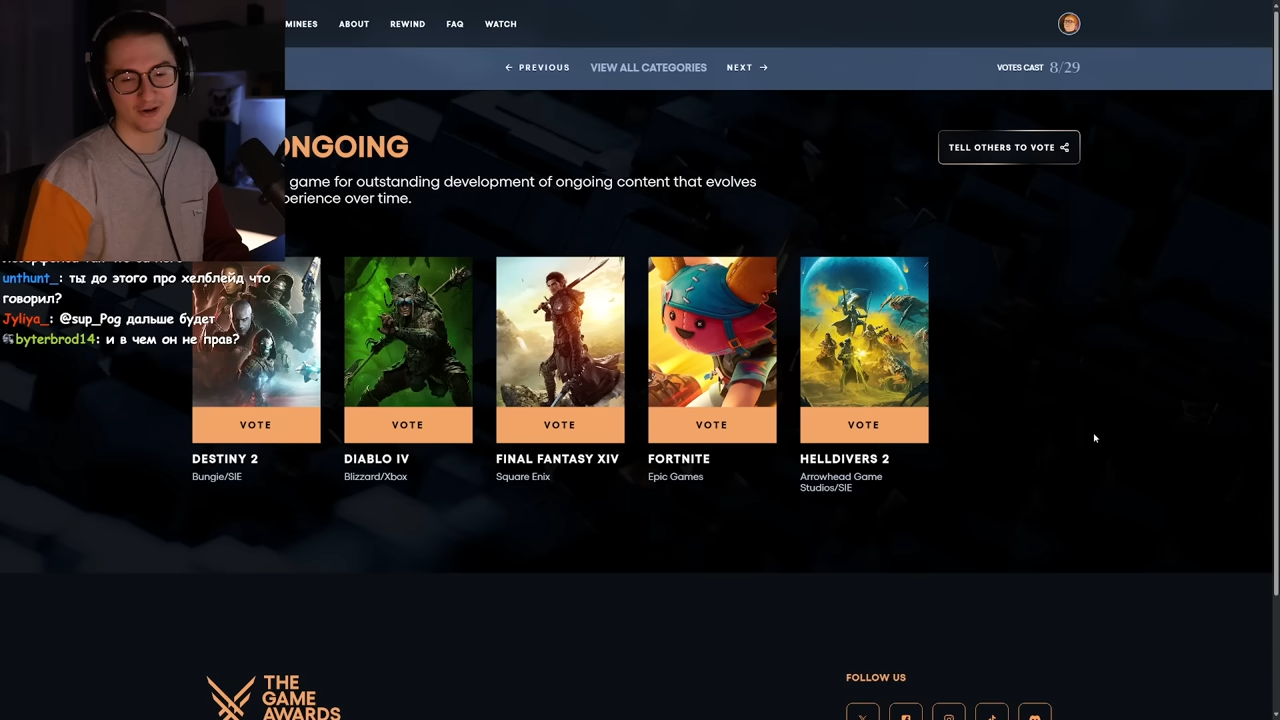 MINEES ABOUT REWIND FAQ WATCH
← PREVIOUS VIEW ALL CATEGORIES NEXT → VOTES CAST 8/29
ONGOING
TELL OTHERS TO VOTE
game for outstanding development of ongoing content that evolves
perience over time.
unthunt_: ты до этого про хелблейд что
говорил?
Jyliya_: @sup_Pog дальше будет
byterbrod14: и в чем он не прав?
VOTE VOTE VOTE VOTE VOTE
DESTINY 2 DIABLO IV FINAL FANTASY XIV FORTNITE HELLDIVERS 2
Bungie/SIE Blizzard/Xbox Square Enix Epic Games Arrowhead Game
Studios/SIE
THE
GAME
AWARDS
FOLLOW US